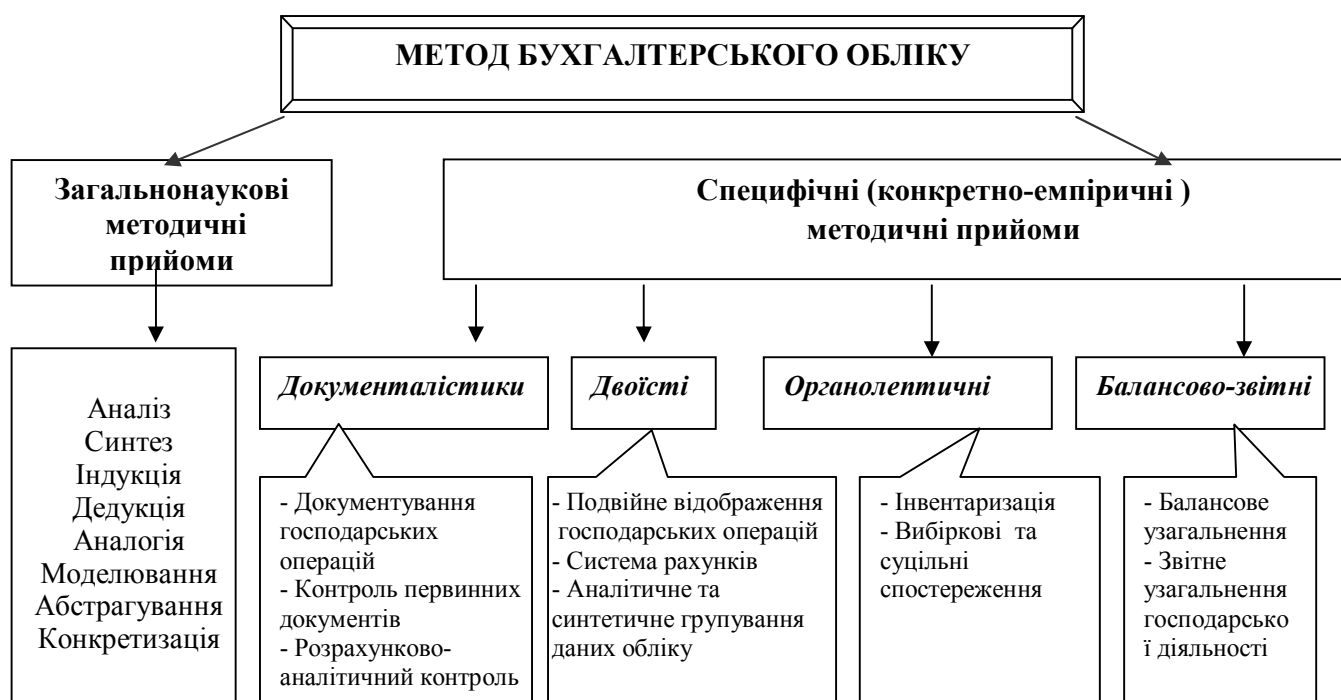 МЕТОД БУХГАЛТЕРСЬКОГО ОБЛІКУ
Загальнонаукові
методичні
прийоми
Специфічні (конкретно-емпіричні )
методичні прийоми
Аналіз
Синтез
Індукція
Дедукція
Аналогія
Моделювання
Абстрагування
Конкретизація
Документалістики
- Документування
господарських
операцій
- Контроль первинних
документів
- Розрахунково-
аналітичний контроль
Двоїсті
- Подвійне відображення
господарських операцій
- Система рахунків
- Аналітичне та
синтетичне групування
даних обліку
Органолептичні
- Інвентаризація
- Вибіркові та
суцільні
спостереження
Балансово-звітні
- Балансове
узагальнення
- Звітне
узагальнення
господарсько
ї діяльності